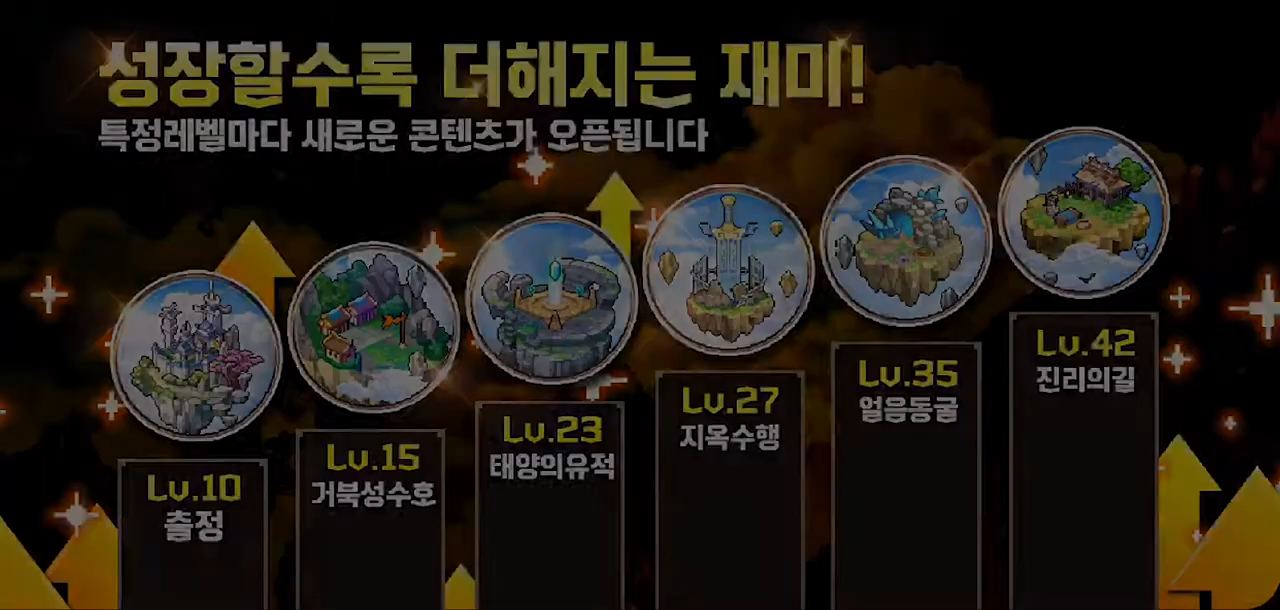 성장할수록 더해지는 재미!
특정레벨마다 새로운 콘텐츠가 오픈됩니다
Lv.10
출정
Lv.15
거북성수호
Lv.23
태양의유적
Lv.27
지옥수행
Lv.35
얼음동굴
Lv.42
진리의길